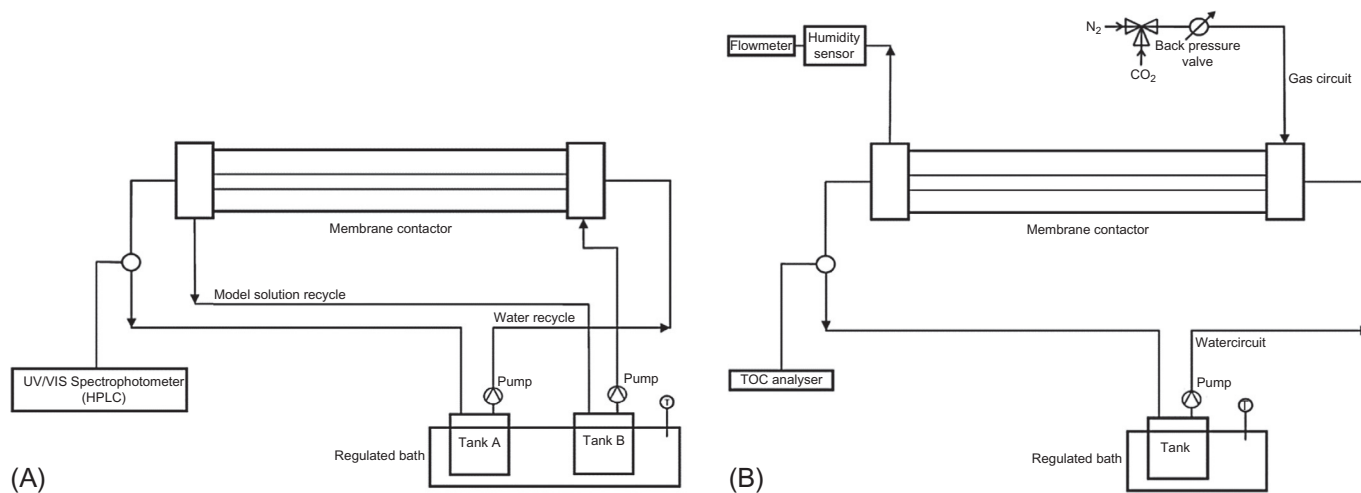 Membrane contactor
Model solution recycle
Water recycle
UV/VIS Spectrophotometer
(HPLC)
Pump
Pump
T
Tank A
Tank B
Regulated bath
(A)
N2
Back pressure
valve
CO2
Flowmeter
Humidity
sensor
Gas circuit
Membrane contactor
Watercircuit
TOC analyser
Pump
T
Tank
Regulated bath
(B)